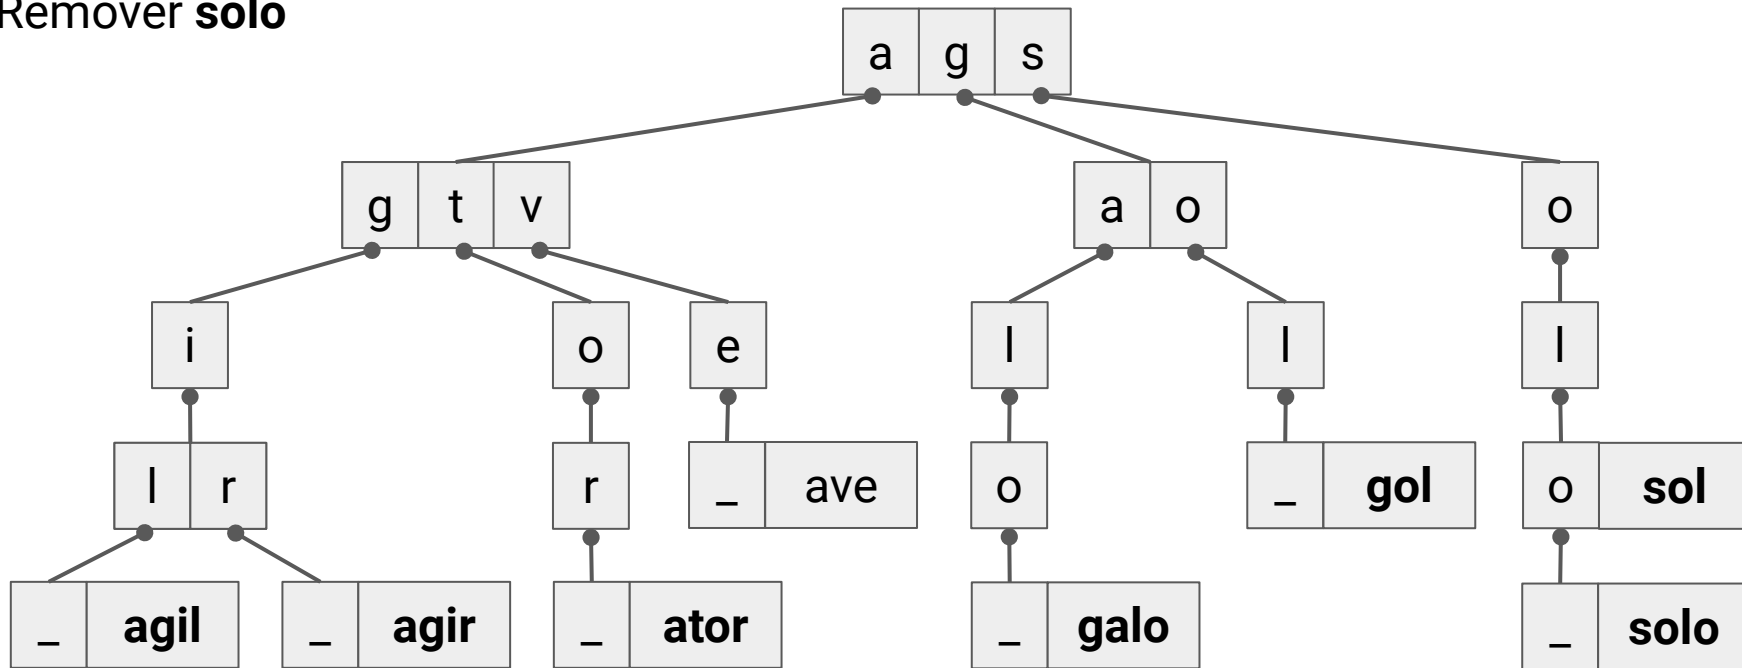 Remover solo
a g s
g t v a o o
i o e l l l
l r r _ ave o _ gol o sol
_ agil _ agir _ ator _ galo _ solo